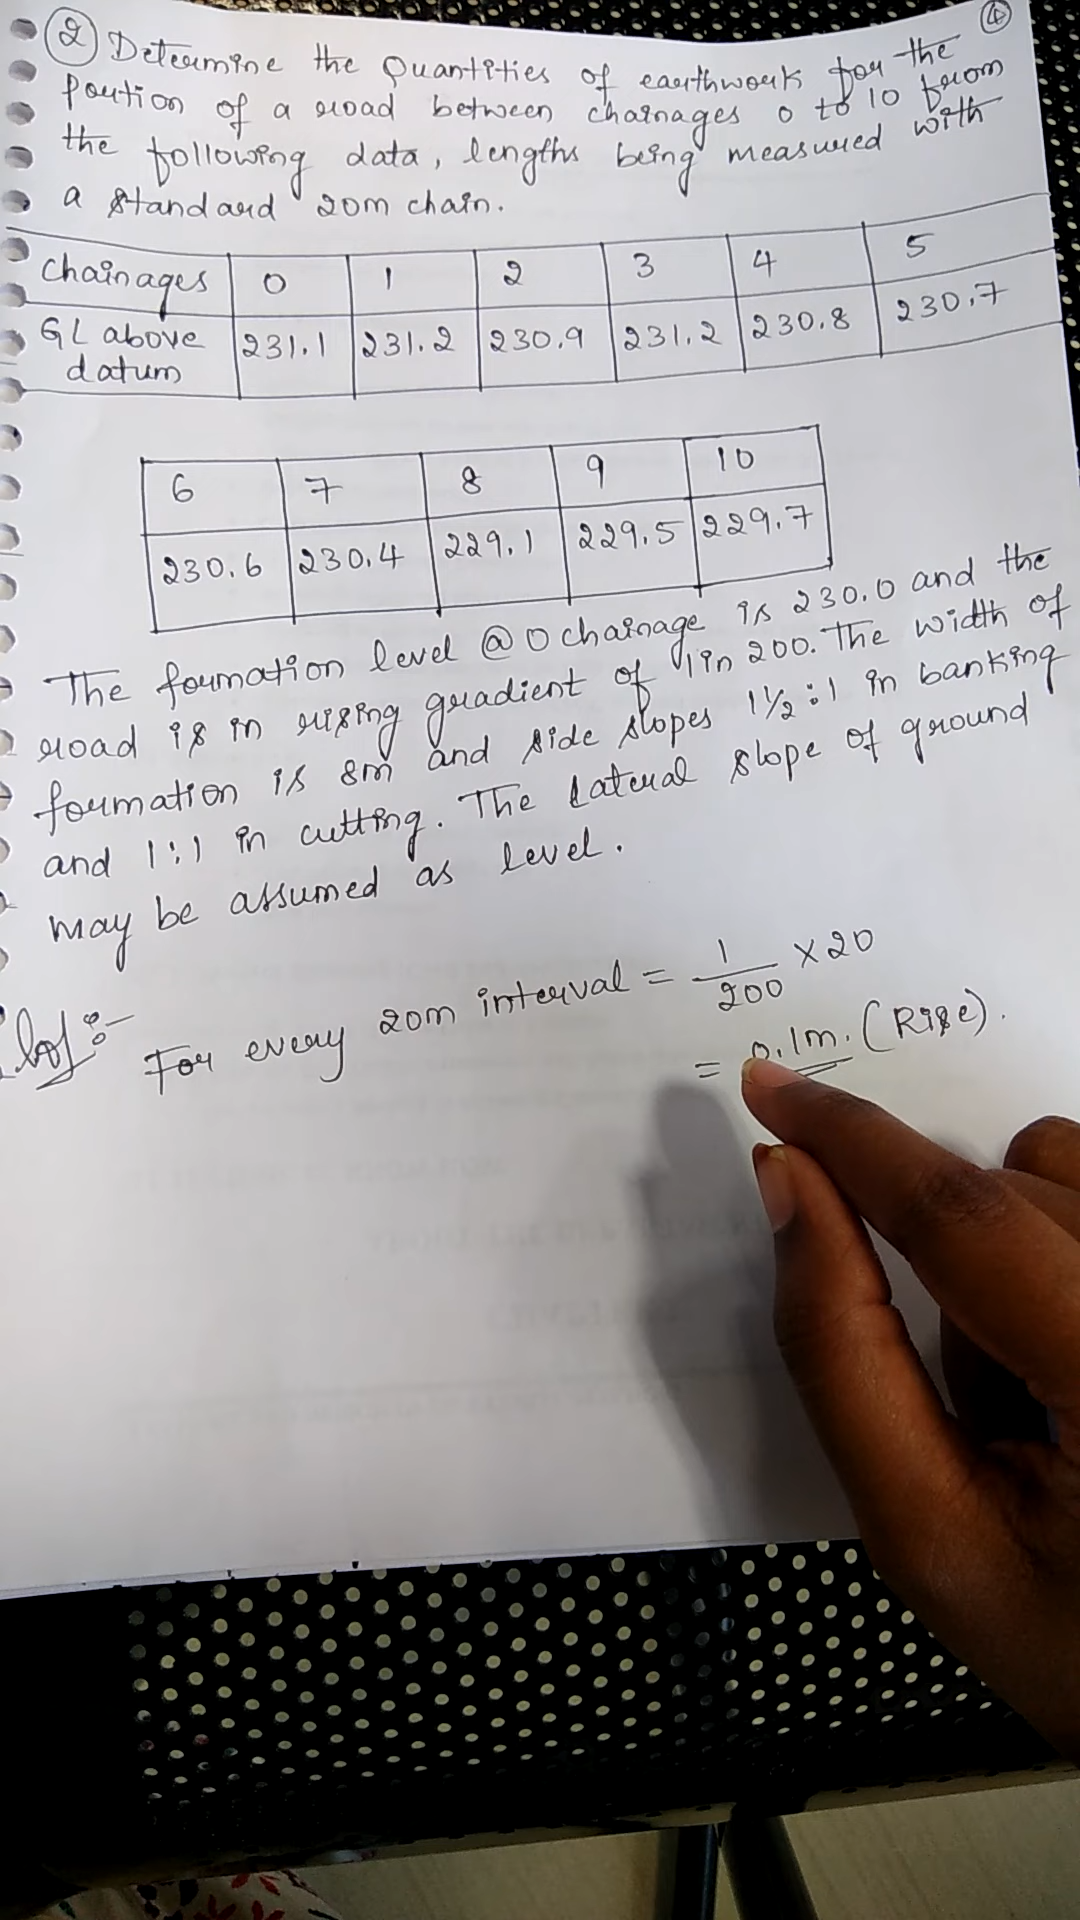 ④
② Determine the Quantities of earthwork for the
Portion of a road between chainages 0 to 10 from
the following data, lengths being measured with
a standard 20m chain.
Chainages 0 1 2 3 4 5
GL above datum 231.1 231.2 230.9 231.2 230.8 230.7
6 7 8 9 10
230.6 230.4 229.1 229.5 229.7
The formation level @ 0 chainage is 230.0 and the
road is in rising gradient of 1 in 200. The width of
formation is 8m and side slopes 1½:1 in banking
and 1:1 in cutting. The Lateral slope of ground
may be assumed as level.
Sol:- For every 20m interval = 1/200 × 20
= 0.1m. (Rise).